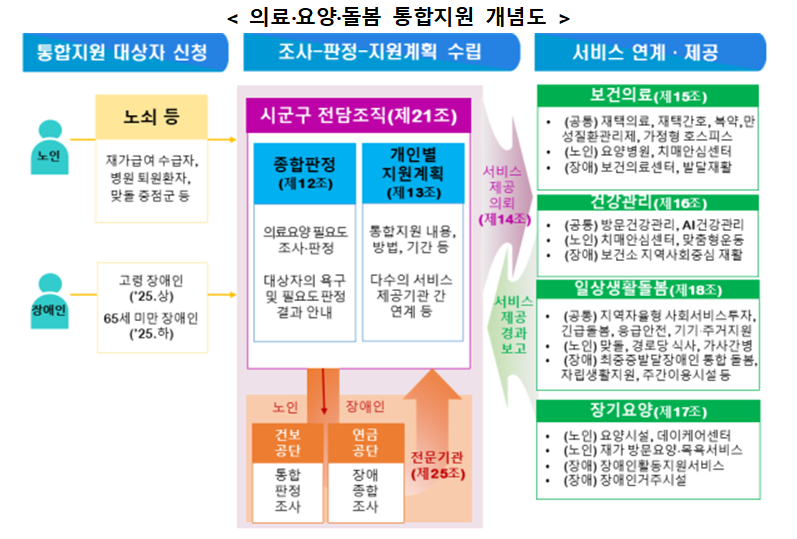 < 의료·요양·돌봄 통합지원 개념도 >
통합지원 대상자 신청
조사-판정-지원계획 수립
서비스 연계·제공
노인
노쇠 등
재가급여 수급자,
병원 퇴원환자,
맞돌 중점군 등
장애인
고령 장애인
('25.상)
65세 미만 장애인
('25.하)
시군구 전담조직(제21조)
종합판정
(제12조)
의료요양 필요도
조사·판정
대상자의 욕구
및 필요도판정
결과 안내
개인별
지원계획
(제13조)
통합지원 내용,
방법, 기간 등
다수의 서비스
제공기관 간
연계 등
노인
장애인
건보
공단
통합
판정
조사
연금
공단
장애
종합
조사
전문기관
(제25조)
서비스
제공
의뢰
(제14조)
서비스
제공
경과
보고
보건의료(제15조)
• (공통) 재택의료, 재택간호, 복약,만
성질환관리제, 가정형 호스피스
• (노인) 요양병원, 치매안심센터
• (장애) 보건의료센터, 발달재활
건강관리(제16조)
• (공통) 방문건강관리, AI건강관리
• (노인) 치매안심센터, 맞춤형운동
• (장애) 보건소 지역사회중심 재활
일상생활돌봄(제18조)
• (공통) 지역자율형 사회서비스투자,
긴급돌봄, 응급안전, 기기·주거지원
• (노인) 맞돌, 경로당 식사, 가사간병
• (장애) 최중증발달장애인 통합 돌봄,
자립생활지원, 주간이용시설 등
장기요양(제17조)
• (노인) 요양시설, 데이케어센터
• (노인) 재가 방문요양·목욕서비스
• (장애) 장애인활동지원서비스
• (장애) 장애인거주시설